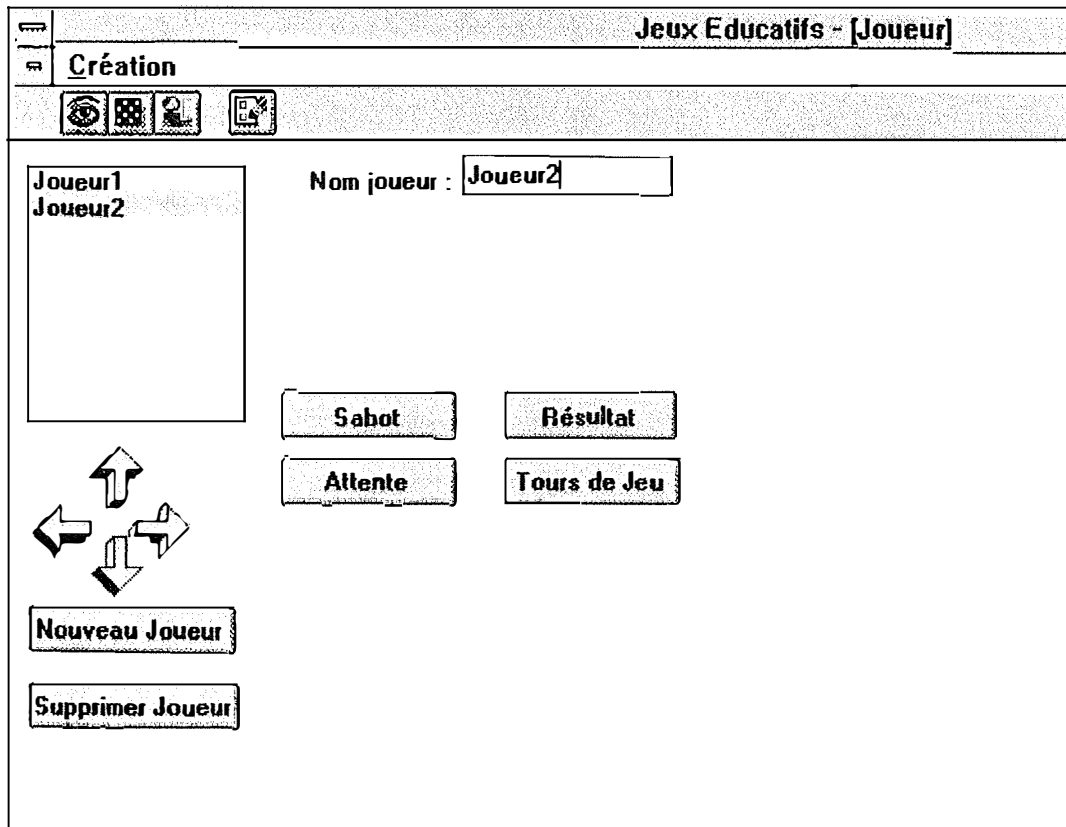 Jeux Educatifs - [Joueur]
Création
Joueur1
Joueur2
Nom joueur : Joueur2
Sabot
Résultat
Attente
Tours de Jeu
Nouveau Joueur
Supprimer Joueur